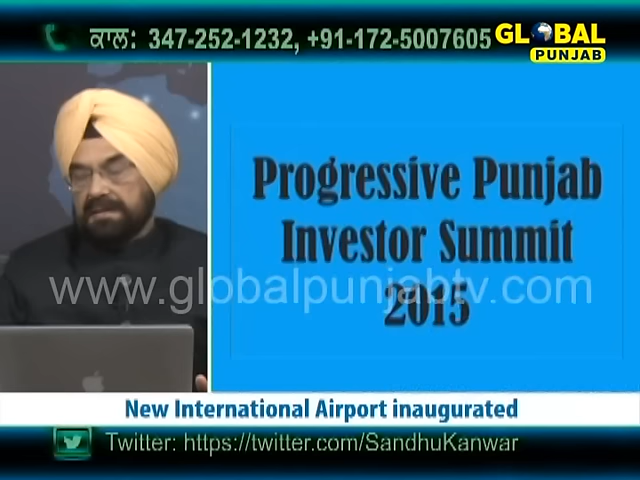 ਕਾਲ: 347-252-1232, +91-172-5007605
GLOBAL
PUNJAB
Progressive Punjab
Investor Summit
2015
www.globalpunjabtv.com
New International Airport inaugurated
Twitter: https://twitter.com/SandhuKanwar